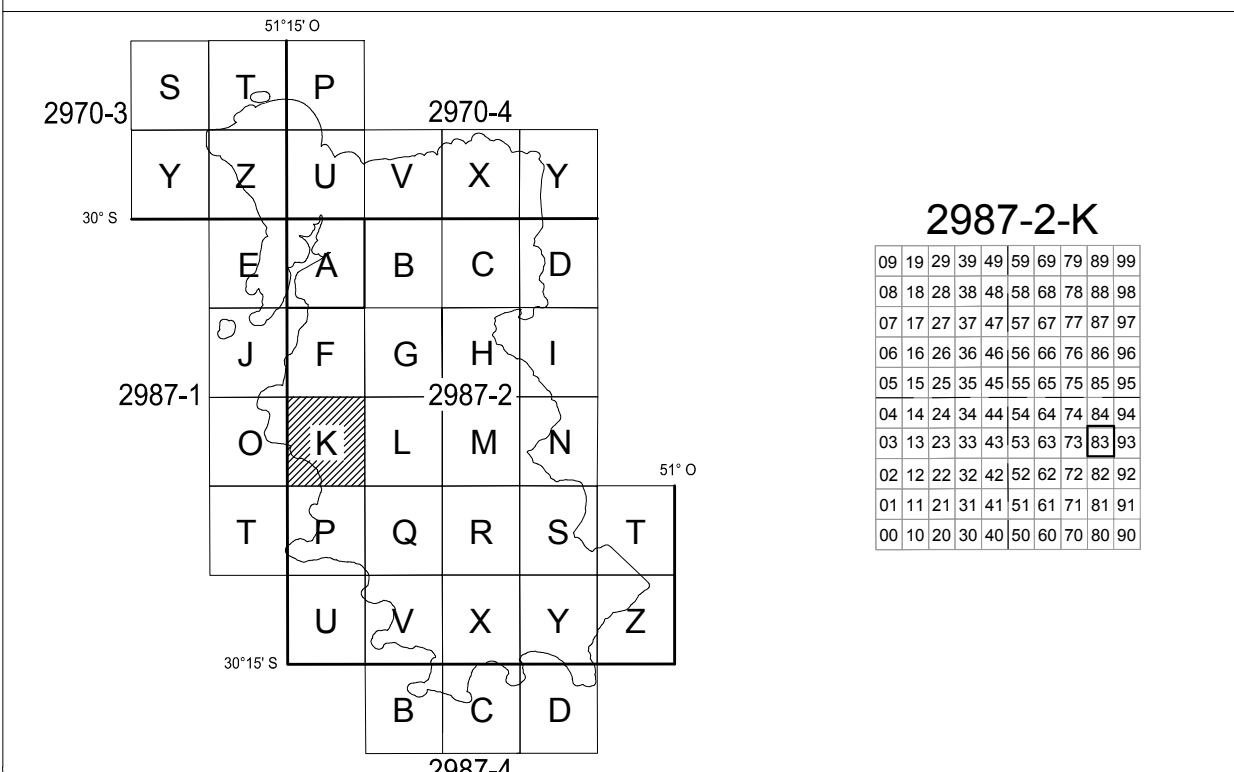 51°15' O
S T P
2970-3 2970-4
Y Z U V X Y
30° S
E A B C D
J F G H I
2987-1 2987-2
O K L M N
51° O
T P Q R S T
U V X Y Z
30°15' S
B C D
2987-4
2987-2-K
09 19 29 39 49 59 69 79 89 99
08 18 28 38 48 58 68 78 88 98
07 17 27 37 47 57 67 77 87 97
06 16 26 36 46 56 66 76 86 96
05 15 25 35 45 55 65 75 85 95
04 14 24 34 44 54 64 74 84 94
03 13 23 33 43 53 63 73 83 93
02 12 22 32 42 52 62 72 82 92
01 11 21 31 41 51 61 71 81 91
00 10 20 30 40 50 60 70 80 90